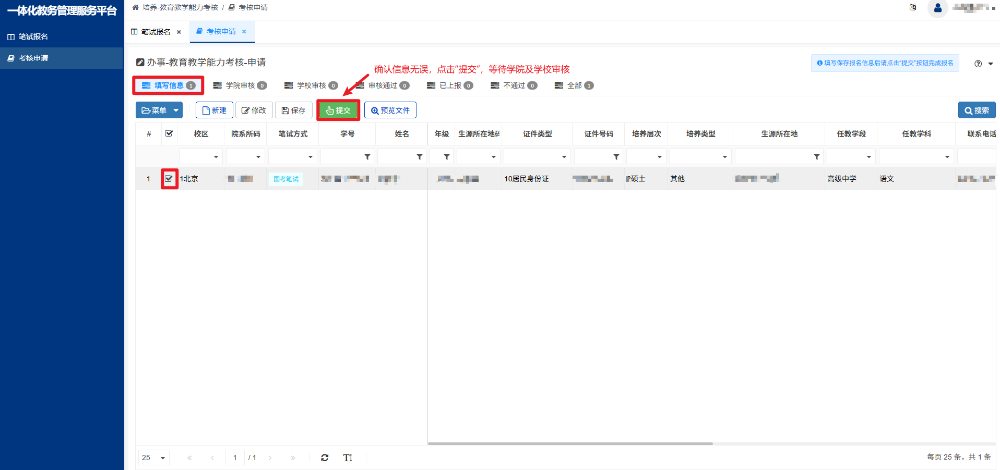 一体化教务管理服务平台
培养-教育教学能力考核 / 考核申请
笔试报名
考核申请
笔试报名 × 考核申请 ×
办事-教育教学能力考核-申请
填写保存报名信息后请点击“提交”按钮完成报名
确认信息无误，点击“提交”，等待学院及学校审核
填写信息 1 学院审核 0 学校审核 0 审核通过 0 已上报 0 不通过 0 全部 1
菜单 新建 修改 保存 提交 预览文件 搜索
# 校区 院系所码 笔试方式 学号 姓名 年级 生源所在地码 证件类型 证件号码 培养层次 培养类型 生源所在地 任教学段 任教学科 联系电话
1 1北京 国考笔试 10居民身份证 硕士 其他 高级中学 语文
25 « ‹ 1 / 1 › » 每页 25 条，共 1 条